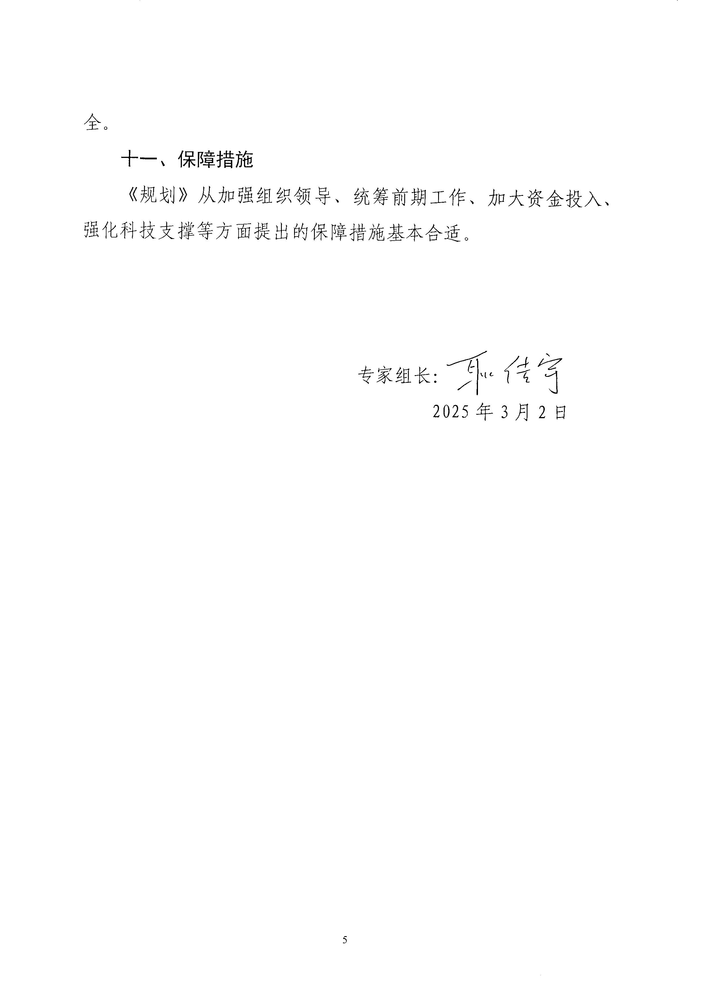 全。
十一、保障措施
《规划》从加强组织领导、统筹前期工作、加大资金投入、
强化科技支撑等方面提出的保障措施基本合适。
专家组长：
2025年3月2日
5